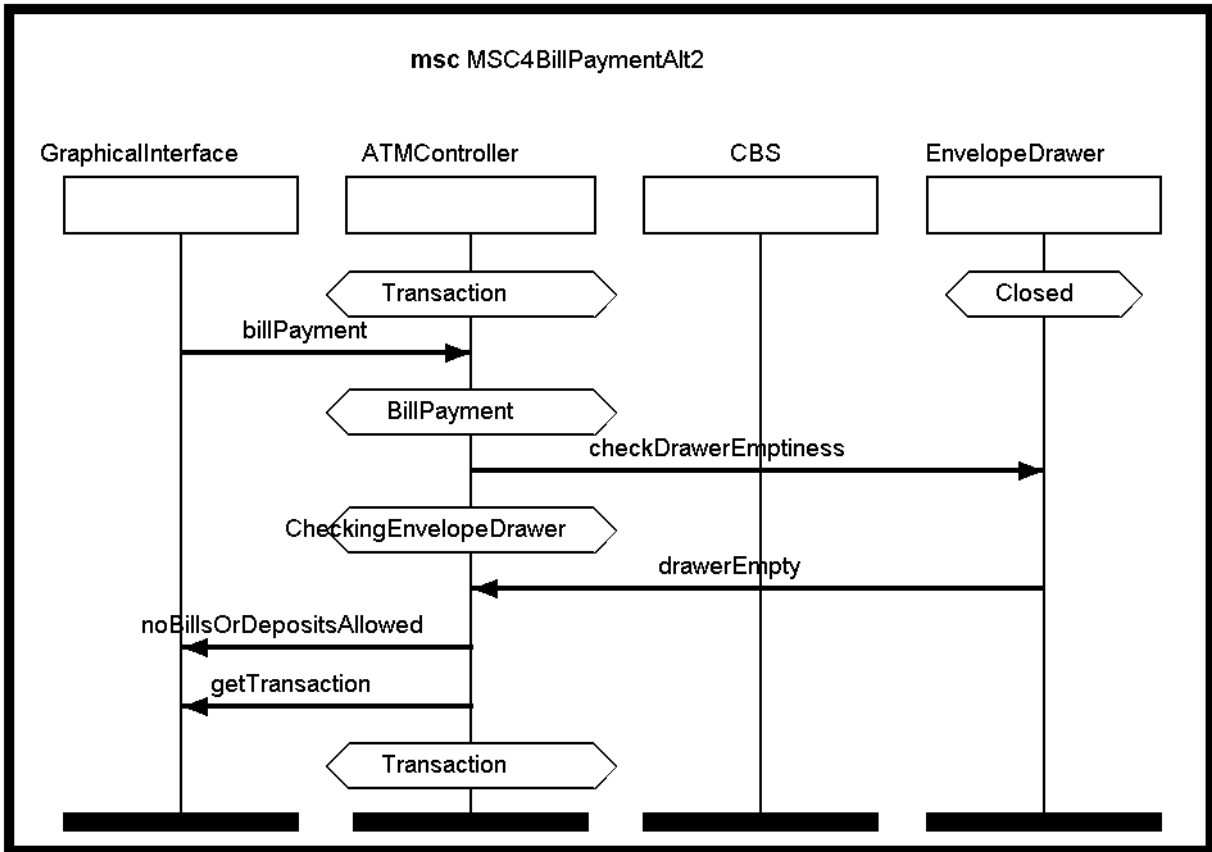 msc MSC4BillPaymentAlt2
GraphicalInterface ATMController CBS EnvelopeDrawer
Transaction Closed
billPayment
BillPayment
checkDrawerEmptiness
CheckingEnvelopeDrawer
drawerEmpty
noBillsOrDepositsAllowed
getTransaction
Transaction